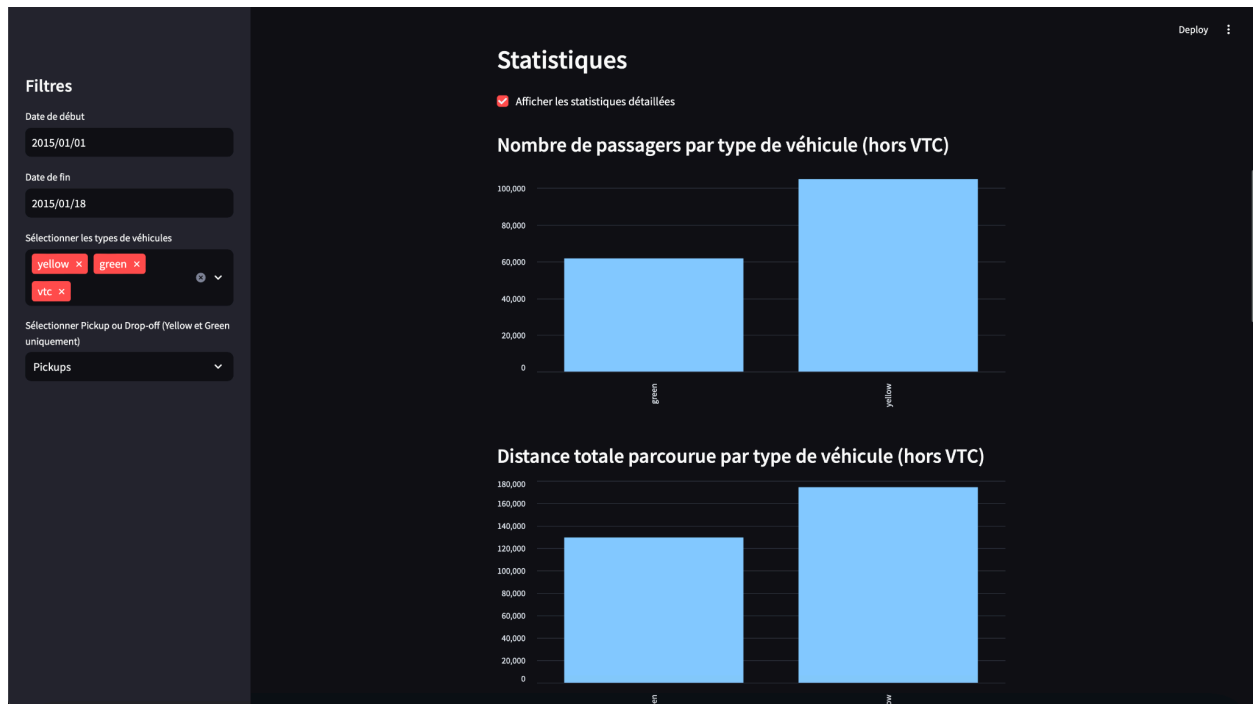 Deploy
Filtres
Date de début
2015/01/01
Date de fin
2015/01/18
Sélectionner les types de véhicules
yellow × green ×
vtc ×
Sélectionner Pickup ou Drop-off (Yellow et Green
uniquement)
Pickups
Statistiques
Afficher les statistiques détaillées
Nombre de passagers par type de véhicule (hors VTC)
100,000
80,000
60,000
40,000
20,000
0
green
yellow
Distance totale parcourue par type de véhicule (hors VTC)
180,000
160,000
140,000
120,000
100,000
80,000
60,000
40,000
20,000
0